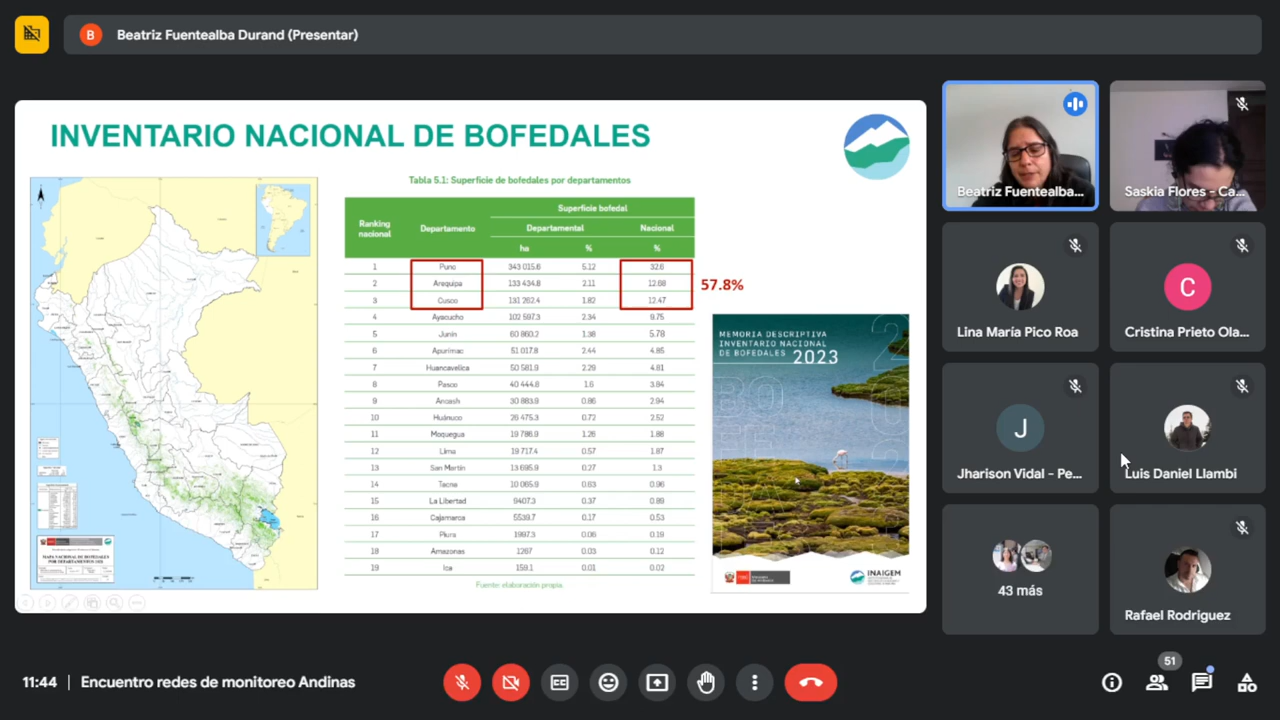 B Beatriz Fuentealba Durand (Presentar)
INVENTARIO NACIONAL DE BOFEDALES
Tabla 5.1: Superficie de bofedales por departamentos
Superficie bofedal
Ranking nacional Departamento Departamental Nacional
ha % %
1 Puno 343 015.6 5.12 32.6
2 Arequipa 133 434.8 2.11 12.68
3 Cusco 131 262.4 1.82 12.47
4 Ayacucho 102 597.3 2.34 9.75
5 Junín 60 860.2 1.38 5.78
6 Apurímac 51 017.8 2.44 4.85
7 Huancavelica 50 581.9 2.29 4.81
8 Pasco 40 444.8 1.6 3.84
9 Ancash 30 883.9 0.86 2.94
10 Huánuco 26 475.3 0.72 2.52
11 Moquegua 19 786.9 1.26 1.88
12 Lima 19 717.4 0.57 1.87
13 San Martín 13 695.9 0.27 1.3
14 Tacna 10 065.9 0.63 0.96
15 La Libertad 9407.3 0.37 0.89
16 Cajamarca 5539.7 0.17 0.53
17 Piura 1997.3 0.06 0.19
18 Amazonas 1267 0.03 0.12
19 Ica 159.1 0.01 0.02
Fuente: elaboración propia.
57.8%
MEMORIA DESCRIPTIVA
INVENTARIO NACIONAL
DE BOFEDALES 2023
INAIGEM
MAPA NACIONAL DE BOFEDALES
Beatriz Fuentealba...
Saskia Flores - Ca...
Lina María Pico Roa
C
Cristina Prieto Ola...
J
Jharison Vidal - Pe...
Luis Daniel Llambi
43 más
Rafael Rodriguez
11:44 | Encuentro redes de monitoreo Andinas
51